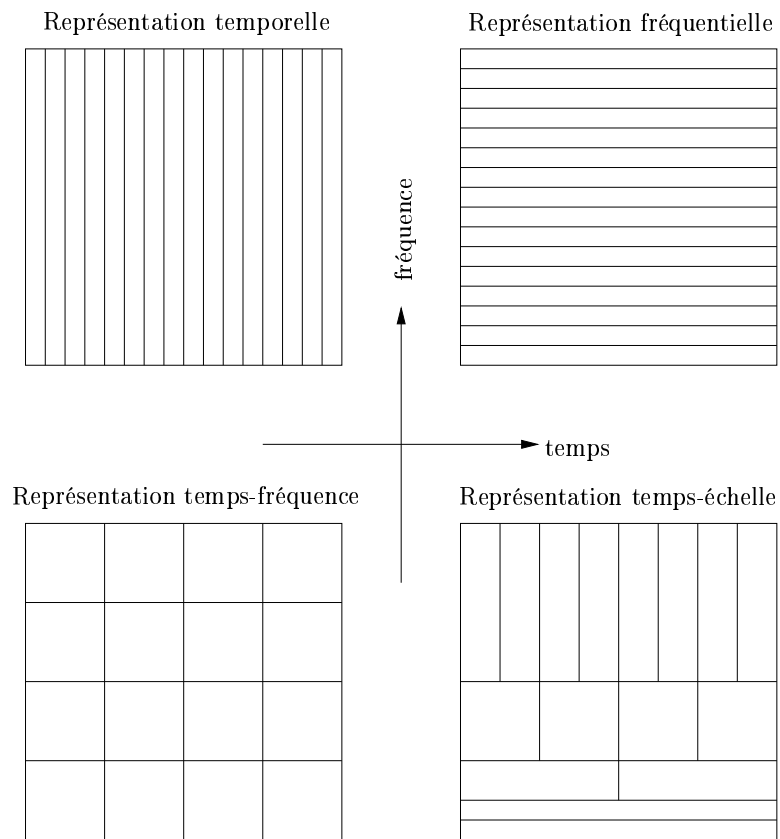 Représentation temporelle
Représentation fréquentielle
fréquence
temps
Représentation temps-fréquence
Représentation temps-échelle